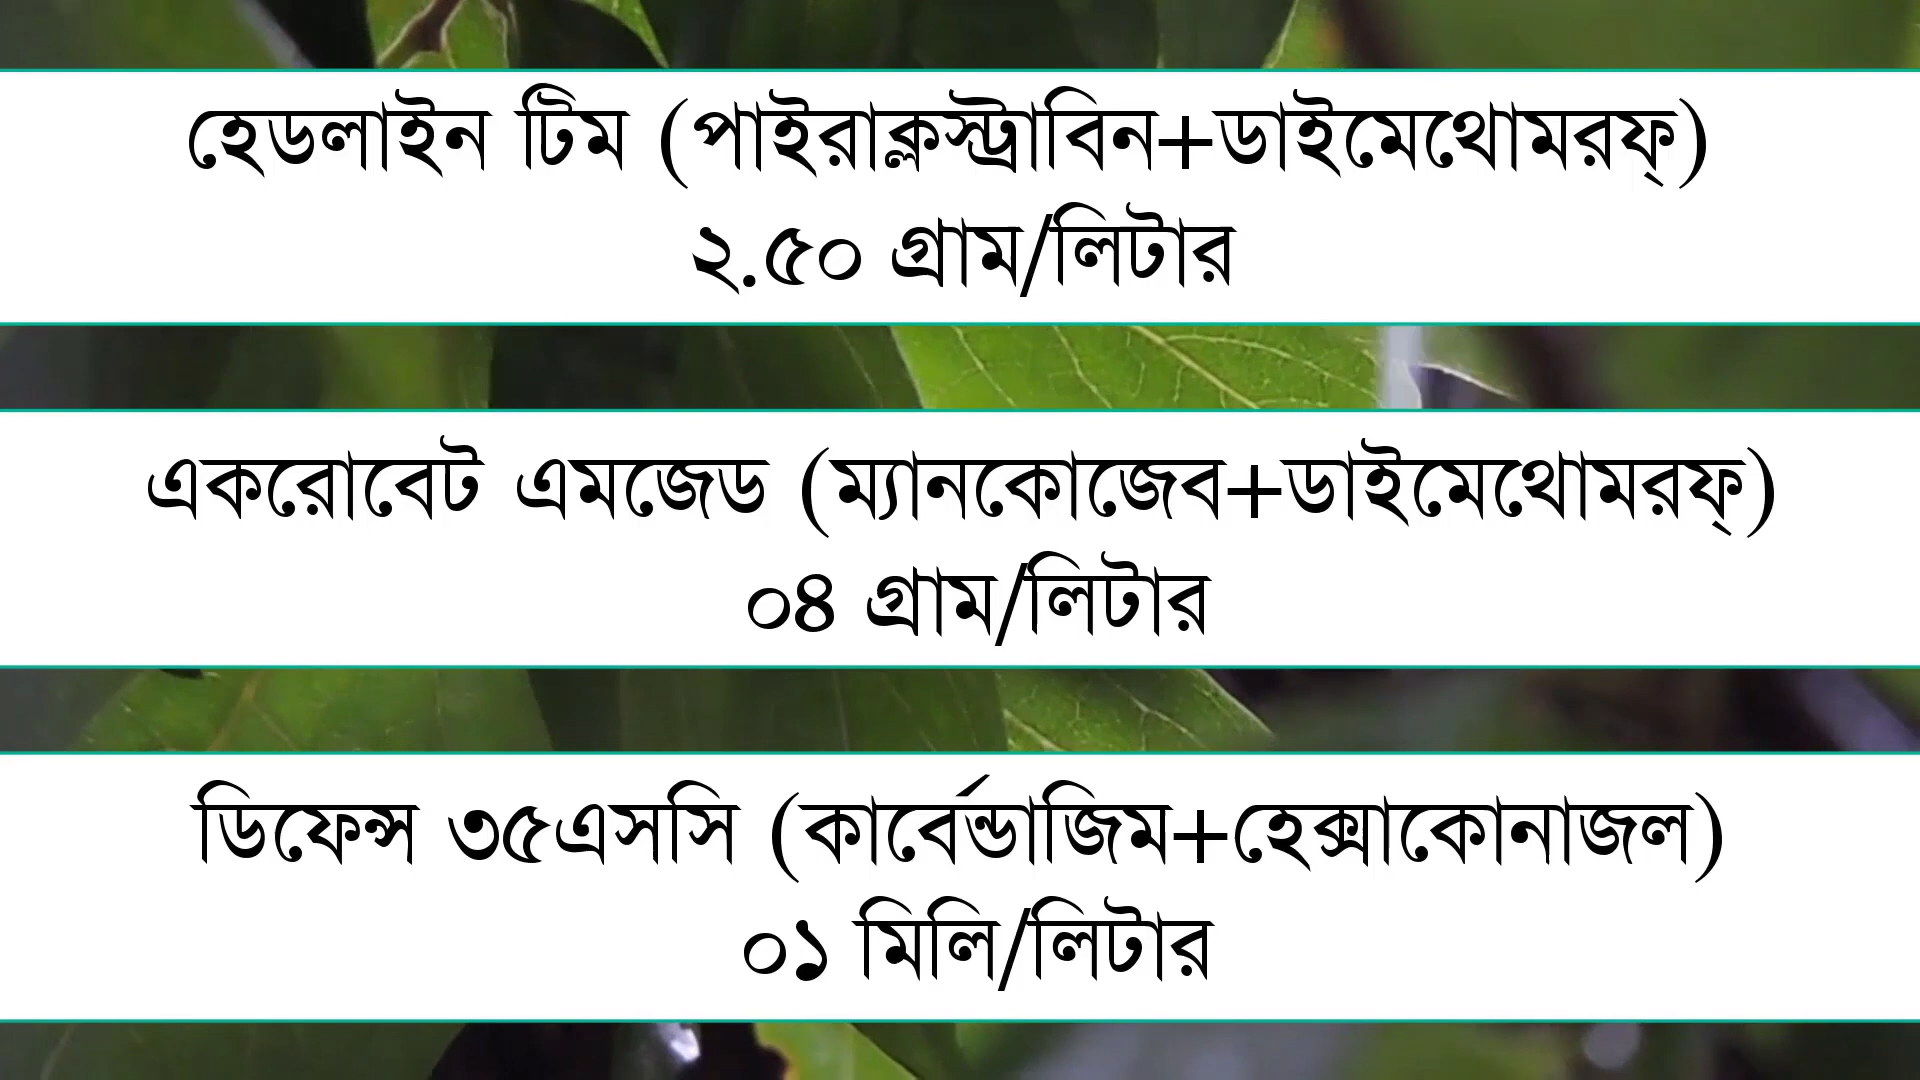 হেডলাইন টিম (পাইরাক্লস্ট্রাবিন+ডাইমেথোমরফ্)
২.৫০ গ্রাম/লিটার
একরোবেট এমজেড (ম্যানকোজেব+ডাইমেথোমরফ্)
০৪ গ্রাম/লিটার
ডিফেন্স ৩৫এসসি (কার্বেন্ডাজিম+হেক্সাকোনাজল)
০১ মিলি/লিটার